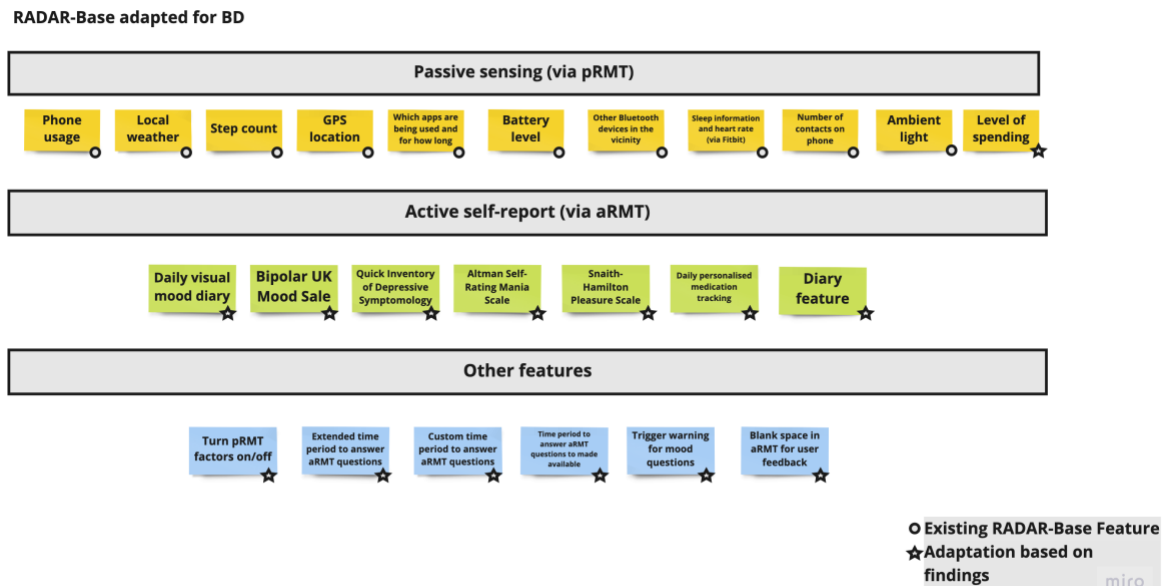 RADAR-Base adapted for BD
Passive sensing (via pRMT)
Phone
usage
Local
weather
Step count
GPS
location
Which apps are
being used and
for how long
Battery
level
Other Bluetooth
devices in the
vicinity
Sleep information
and heart rate
(via Fitbit)
Number of
contacts on
phone
Ambient
light
Level of
spending
Active self-report (via aRMT)
Daily visual
mood diary
Bipolar UK
Mood Sale
Quick Inventory
of Depressive
Symptomology
Altman Self-
Rating Mania
Scale
Snaith-
Hamilton
Pleasure Scale
Daily personalised
medication
tracking
Diary
feature
Other features
Turn pRMT
factors on/off
Extended time
period to answer
aRMT questions
Custom time
period to answer
aRMT questions
Time period to
answer aRMT
questions to made
available
Trigger warning
for mood
questions
Blank space in
aRMT for user
feedback
Existing RADAR-Base Feature
Adaptation based on
findings
miro